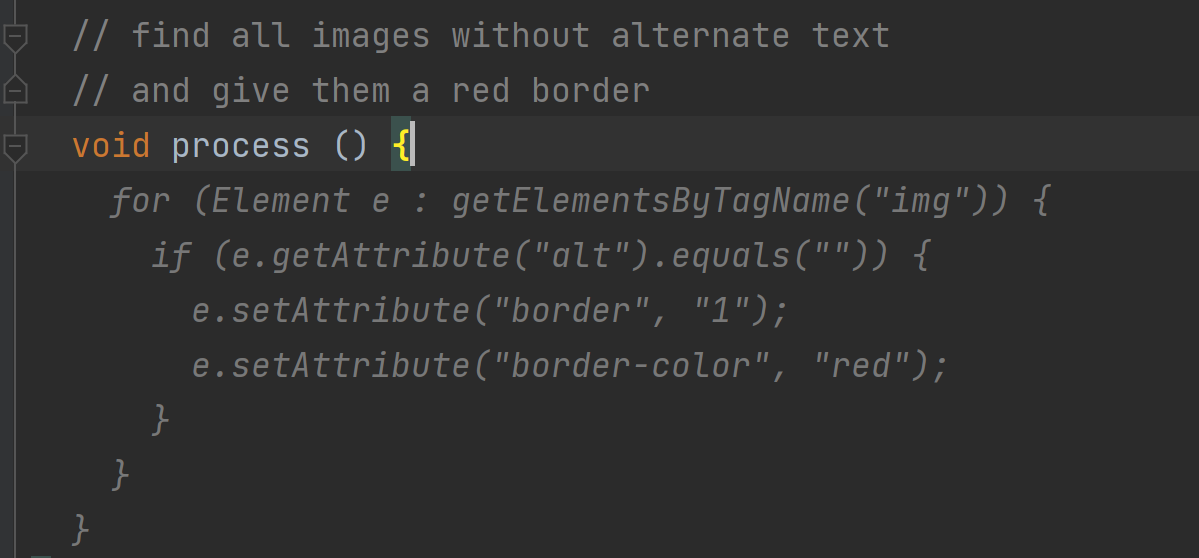 // find all images without alternate text
// and give them a red border
void process () {
for (Element e : getElementsByTagName("img")) {
if (e.getAttribute("alt").equals("")) {
e.setAttribute("border", "1");
e.setAttribute("border-color", "red");
}
}
}